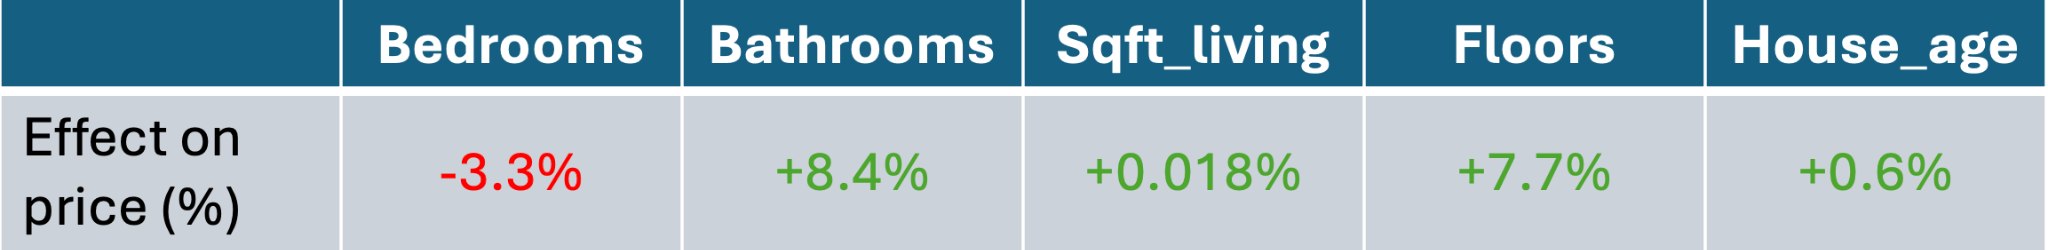 Bedrooms Bathrooms Sqft_living Floors House_age
Effect on
price (%) -3.3% +8.4% +0.018% +7.7% +0.6%